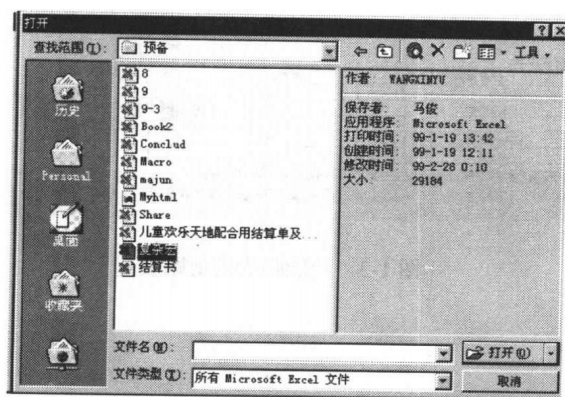 打开
查找范围(I): 预备
工具
历史
Personal
桌面
收藏夹
8
9
9-3
Book2
Conclud
Macro
majun
Myhtml
Share
儿童欢乐天地配合用结算单及...
结算书
作者: WANGXINYU
保存者: 马俊
应用程序: Microsoft Excel
打印时间: 99-1-19 13:42
创建时间: 99-1-19 12:11
修改时间: 99-2-28 0:10
大小: 29184
文件名(N):
打开(O)
文件类型(T): 所有 Microsoft Excel 文件
取消